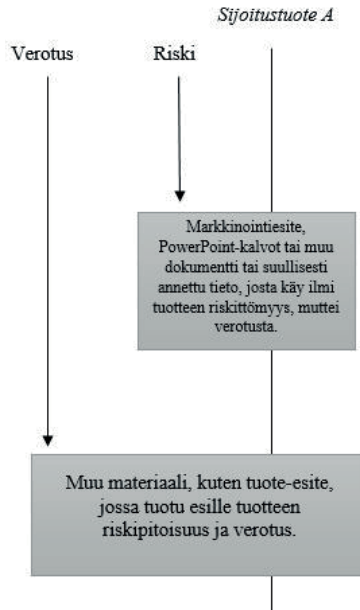 Sijoitustuote A
Verotus
Riski
Markkinointiesite,
PowerPoint-kalvot tai muu
dokumentti tai suullisesti
annettu tieto, josta käy ilmi
tuotteen riskittömyys, muttei
verotusta.
Muu materiaali, kuten tuote-esite,
jossa tuotu esille tuotteen
riskipitoisuus ja verotus.